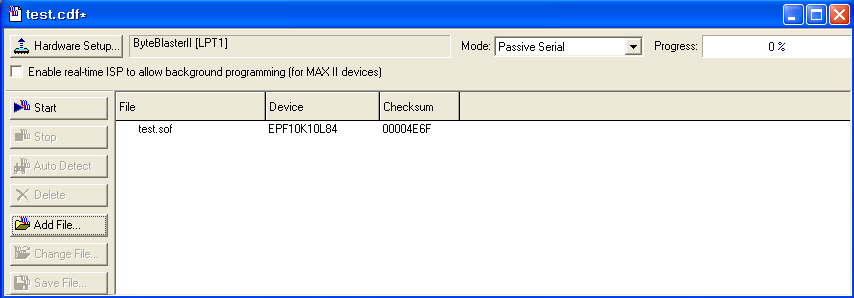 test.cdf*
Hardware Setup... ByteBlasterII [LPT1] Mode: Passive Serial Progress: 0 %
Enable real-time ISP to allow background programming (for MAX II devices)
Start File Device Checksum
Stop test.sof EPF10K10L84 00004E6F
Auto Detect
Delete
Add File...
Change File...
Save File...